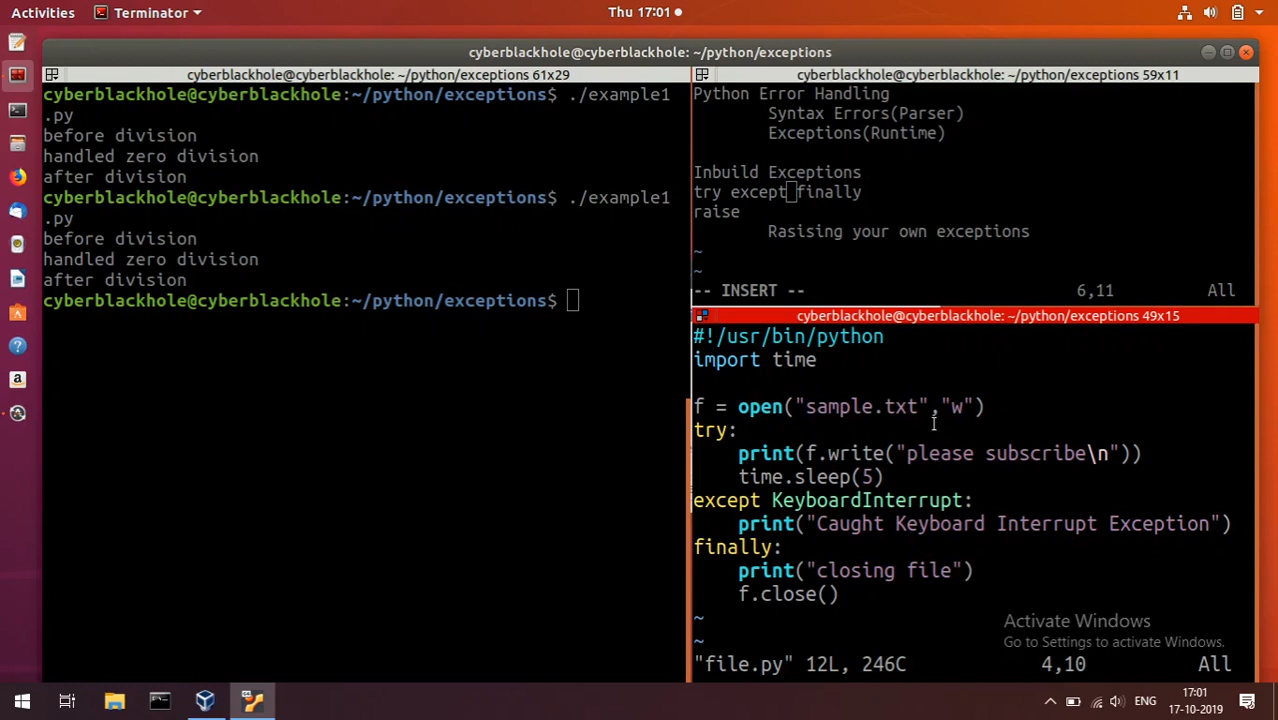 Activities Terminator Thu 17:01
cyberblackhole@cyberblackhole: ~/python/exceptions
cyberblackhole@cyberblackhole: ~/python/exceptions 61x29
cyberblackhole@cyberblackhole:~/python/exceptions$ ./example1
.py
before division
handled zero division
after division
cyberblackhole@cyberblackhole:~/python/exceptions$ ./example1
.py
before division
handled zero division
after division
cyberblackhole@cyberblackhole:~/python/exceptions$
cyberblackhole@cyberblackhole: ~/python/exceptions 59x11
Python Error Handling
Syntax Errors(Parser)
Exceptions(Runtime)
Inbuild Exceptions
try except finally
raise
Rasising your own exceptions
~
~
-- INSERT -- 6,11 All
cyberblackhole@cyberblackhole: ~/python/exceptions 49x15
#!/usr/bin/python
import time
f = open("sample.txt","w")
try:
print(f.write("please subscribe\n"))
time.sleep(5)
except KeyboardInterrupt:
print("Caught Keyboard Interrupt Exception")
finally:
print("closing file")
f.close()
~
~
"file.py" 12L, 246C 4,10 All
Activate Windows
Go to Settings to activate Windows.
ENG
17:01
17-10-2019